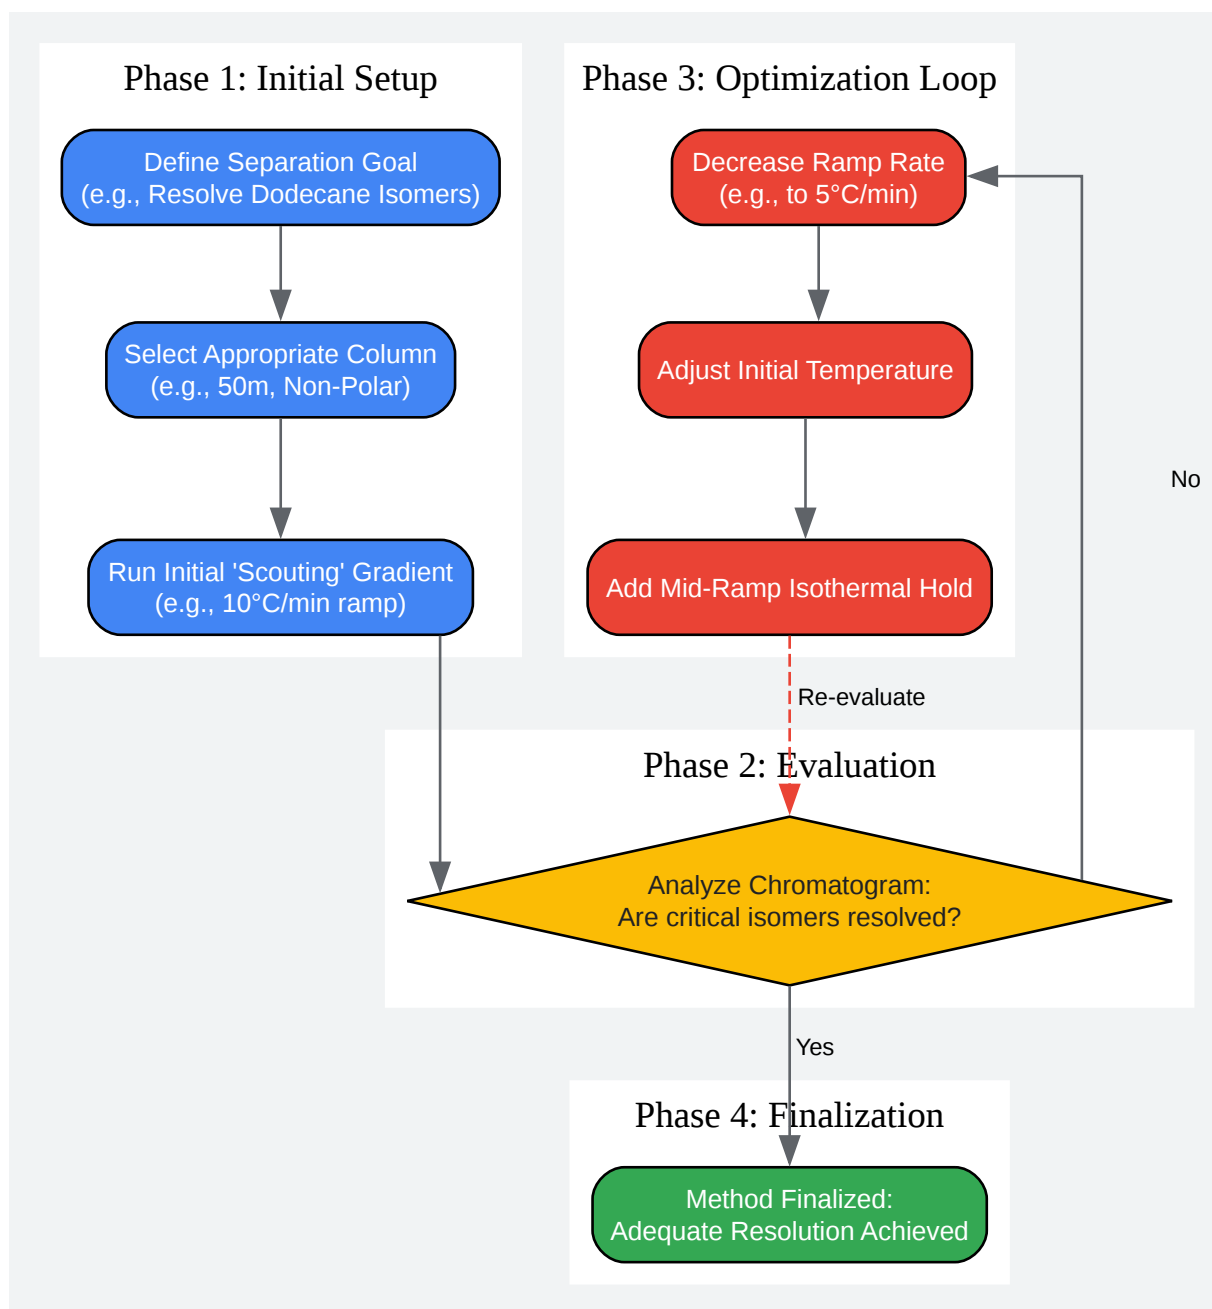 Phase 1: Initial Setup
Define Separation Goal
(e.g., Resolve Dodecane Isomers)
Select Appropriate Column
(e.g., 50m, Non-Polar)
Run Initial 'Scouting' Gradient
(e.g., 10°C/min ramp)
Phase 3: Optimization Loop
Decrease Ramp Rate
(e.g., to 5°C/min)
Adjust Initial Temperature
Add Mid-Ramp Isothermal Hold
No
Re-evaluate
Phase 2: Evaluation
Analyze Chromatogram:
Are critical isomers resolved?
Yes
Phase 4: Finalization
Method Finalized:
Adequate Resolution Achieved